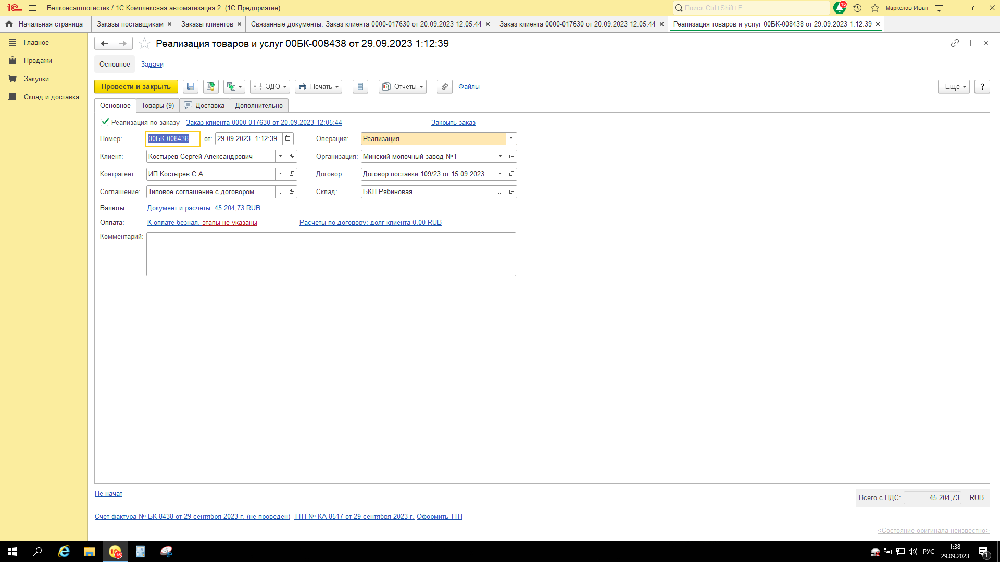 Белконсалтлогистик / 1С:Комплексная автоматизация 2 (1С:Предприятие)
Поиск Ctrl+Shift+F
15
Маркелов Иван
Начальная страница
Заказы поставщикам
Заказы клиентов
Связанные документы: Заказ клиента 0000-017630 от 20.09.2023 12:05:44
Заказ клиента 0000-017630 от 20.09.2023 12:05:44
Реализация товаров и услуг 00БК-008438 от 29.09.2023 1:12:39
Главное
Продажи
Закупки
Склад и доставка
Реализация товаров и услуг 00БК-008438 от 29.09.2023 1:12:39
Основное Задачи
Провести и закрыть ЭДО Печать Отчеты Файлы Еще ?
Основное Товары (9) Доставка Дополнительно
Реализация по заказу Заказ клиента 0000-017630 от 20.09.2023 12:05:44 Закрыть заказ
Номер: 00БК-008438 от: 29.09.2023 1:12:39 Операция: Реализация
Клиент: Костырев Сергей Александрович Организация: Минский молочный завод №1
Контрагент: ИП Костырев С.А. Договор: Договор поставки 109/23 от 15.09.2023
Соглашение: Типовое соглашение с договором ... Склад: БКЛ Рябиновая ...
Валюты: Документ и расчеты: 45 204,73 RUB
Оплата: К оплате безнал, этапы не указаны Расчеты по договору: долг клиента 0,00 RUB
Комментарий:
Не начат
Всего с НДС: 45 204,73 RUB
Счет-фактура № БК-8438 от 29 сентября 2023 г. (не проведен) ТТН № КА-8517 от 29 сентября 2023 г. Оформить ТТН
<Состояние оригинала неизвестно>
15
РУС
1:38
29.09.2023
1